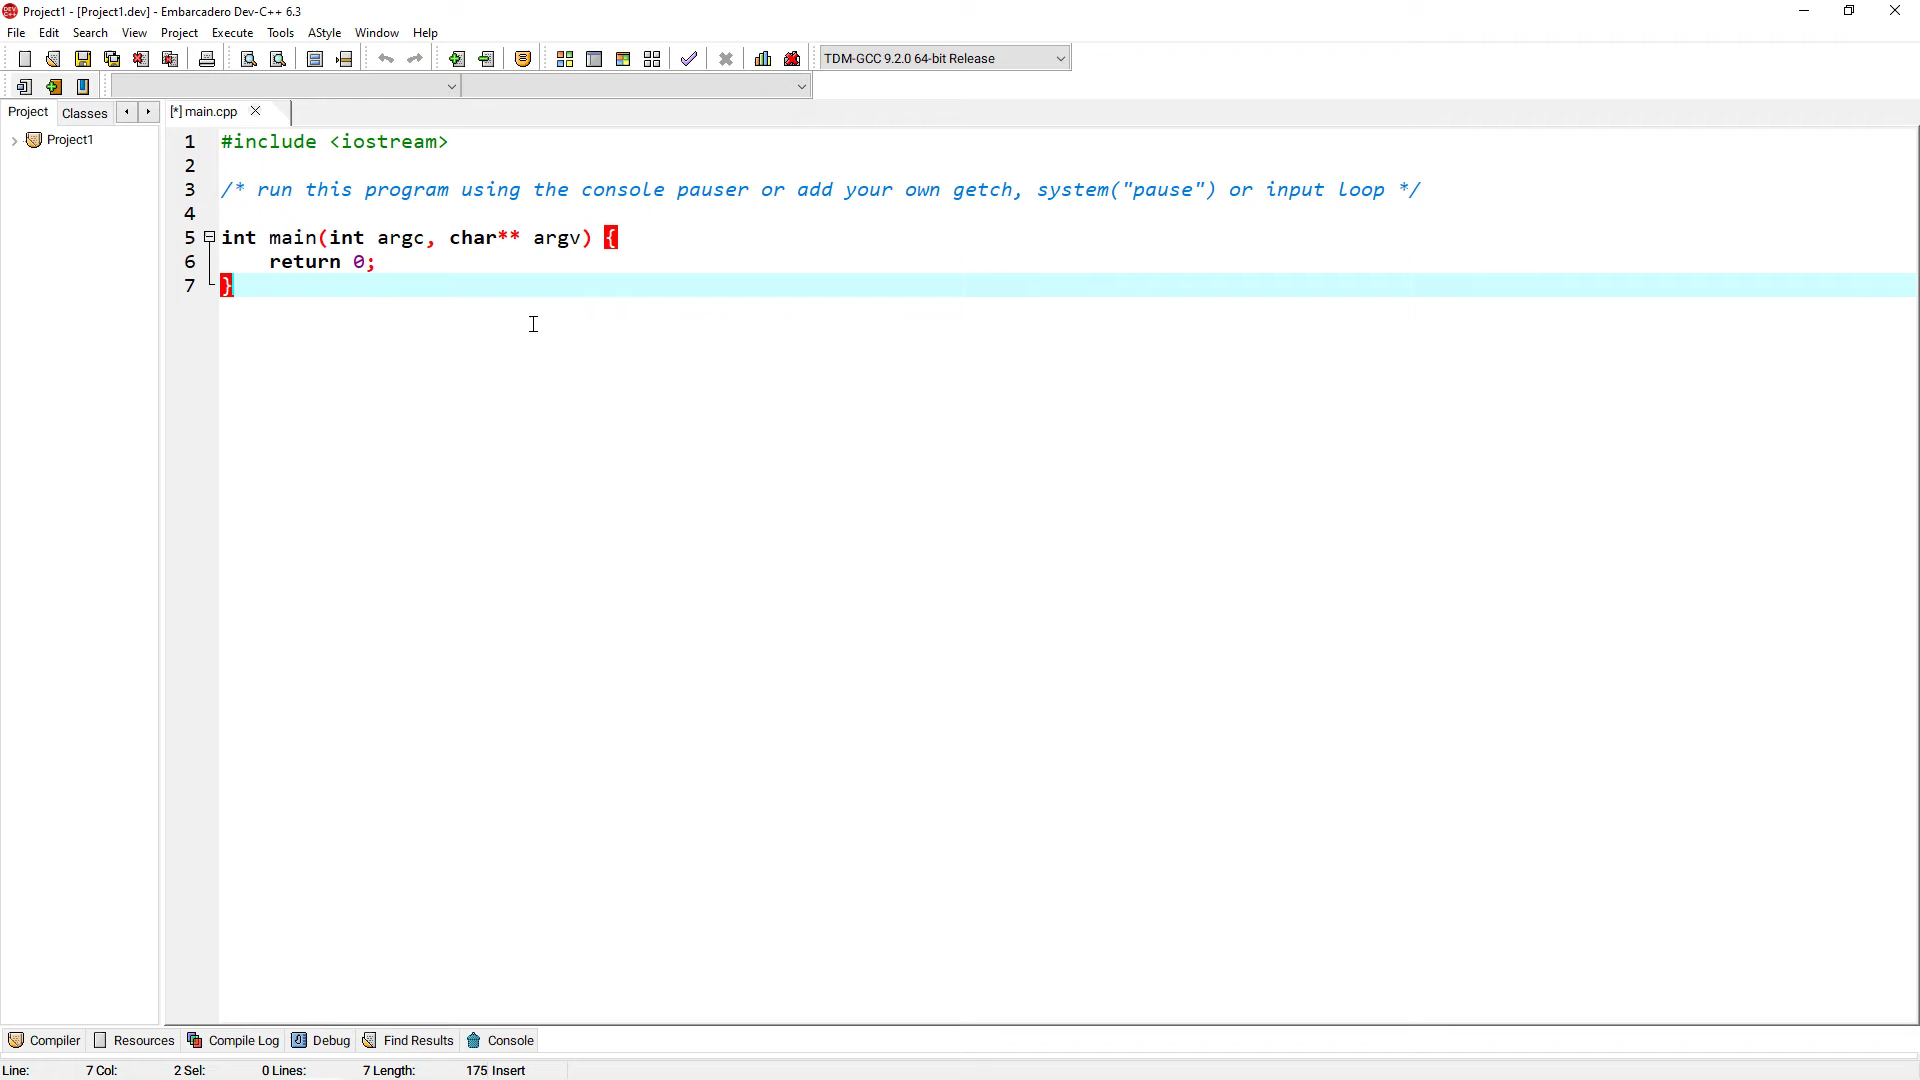 Project1 - [Project1.dev] - Embarcadero Dev-C++ 6.3
File Edit Search View Project Execute Tools AStyle Window Help
TDM-GCC 9.2.0 64-bit Release
Project Classes [*] main.cpp
Project1
1 #include <iostream>
2
3 /* run this program using the console pauser or add your own getch, system("pause") or input loop */
4
5 int main(int argc, char** argv) {
6 return 0;
7 }
Compiler Resources Compile Log Debug Find Results Console
Line: 7 Col: 2 Sel: 0 Lines: 7 Length: 175 Insert